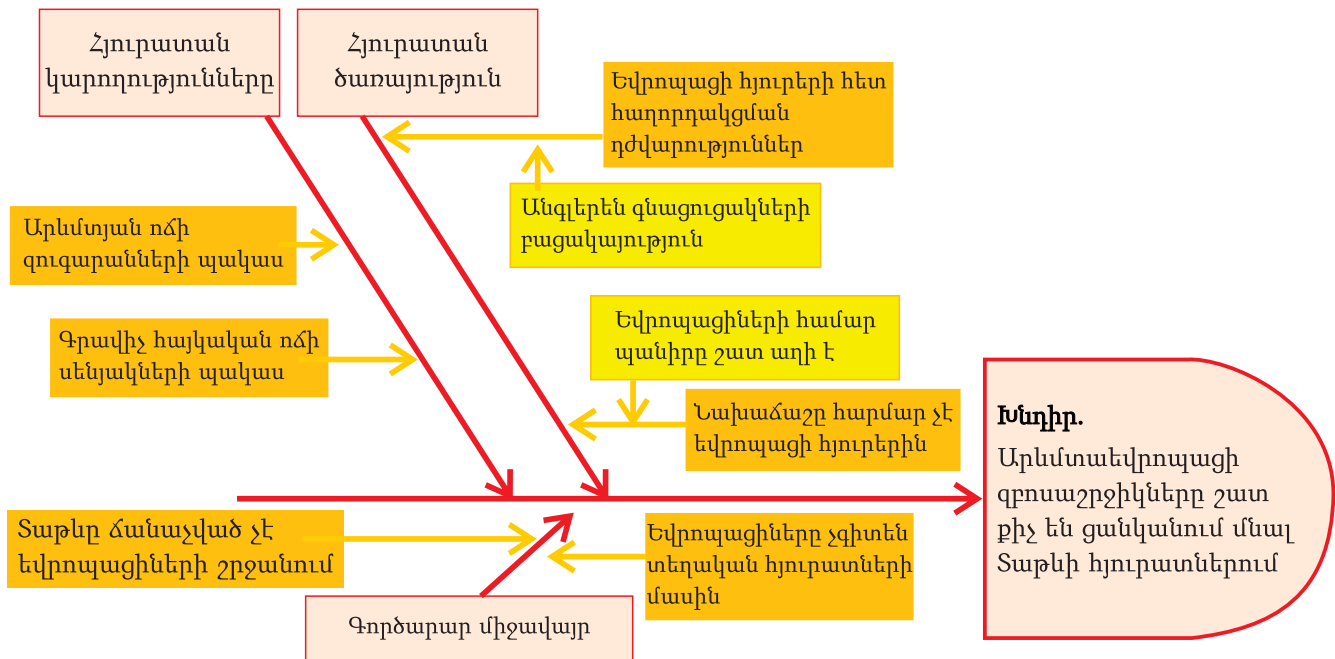 Հյուրատան
կարողությունները
Հյուրատան
ծառայություն
Եվրոպացի հյուրերի հետ
հաղորդակցման
դժվարություններ
Անգլերեն գնացուցակների
բացակայություն
Արևմտյան ոճի
զուգարանների պակաս
Եվրոպացիների համար
պանիրը շատ աղի է
Գրավիչ հայկական ոճի
սենյակների պակաս
Նախաճաշը հարմար չէ
եվրոպացի հյուրերին
Խնդիր.
Արևմտաեվրոպացի
զբոսաշրջիկները շատ
քիչ են ցանկանում մնալ
Տաթևի հյուրատներում
Տաթևը ճանաչված չէ
եվրոպացիների շրջանում
Եվրոպացիները չգիտեն
տեղական հյուրատների
մասին
Գործարար միջավայր